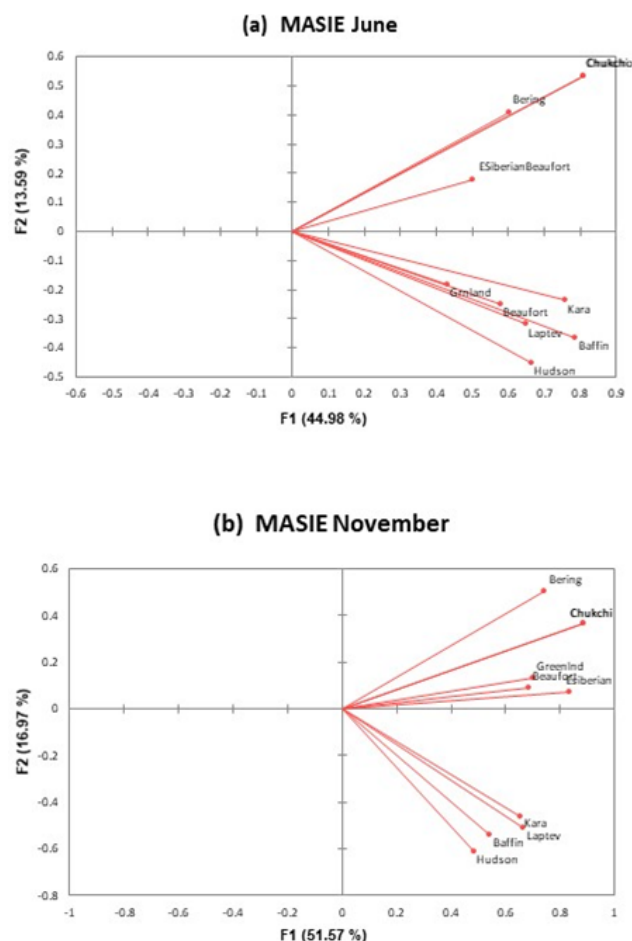 (a) MASIE June
0.6
Chukchi
0.5
Bering
0.4
0.3
ESiberianBeaufort
0.2
0.1
F2 (13.59 %)
0
-0.1
-0.2
Grnland
Beaufort
Kara
-0.3
Laptev
Baffin
-0.4
Hudson
-0.5
-0.6 -0.5 -0.4 -0.3 -0.2 -0.1 0 0.1 0.2 0.3 0.4 0.5 0.6 0.7 0.8 0.9
F1 (44.98 %)
(b) MASIE November
0.6
Bering
Chukchi
0.4
0.2
Greenlnd
Beaufort
ESiberian
F2 (16.97 %)
0
-0.2
-0.4
Kara
Laptev
Baffin
-0.6
Hudson
-0.8
-1 -0.8 -0.6 -0.4 -0.2 0 0.2 0.4 0.6 0.8 1
F1 (51.57 %)